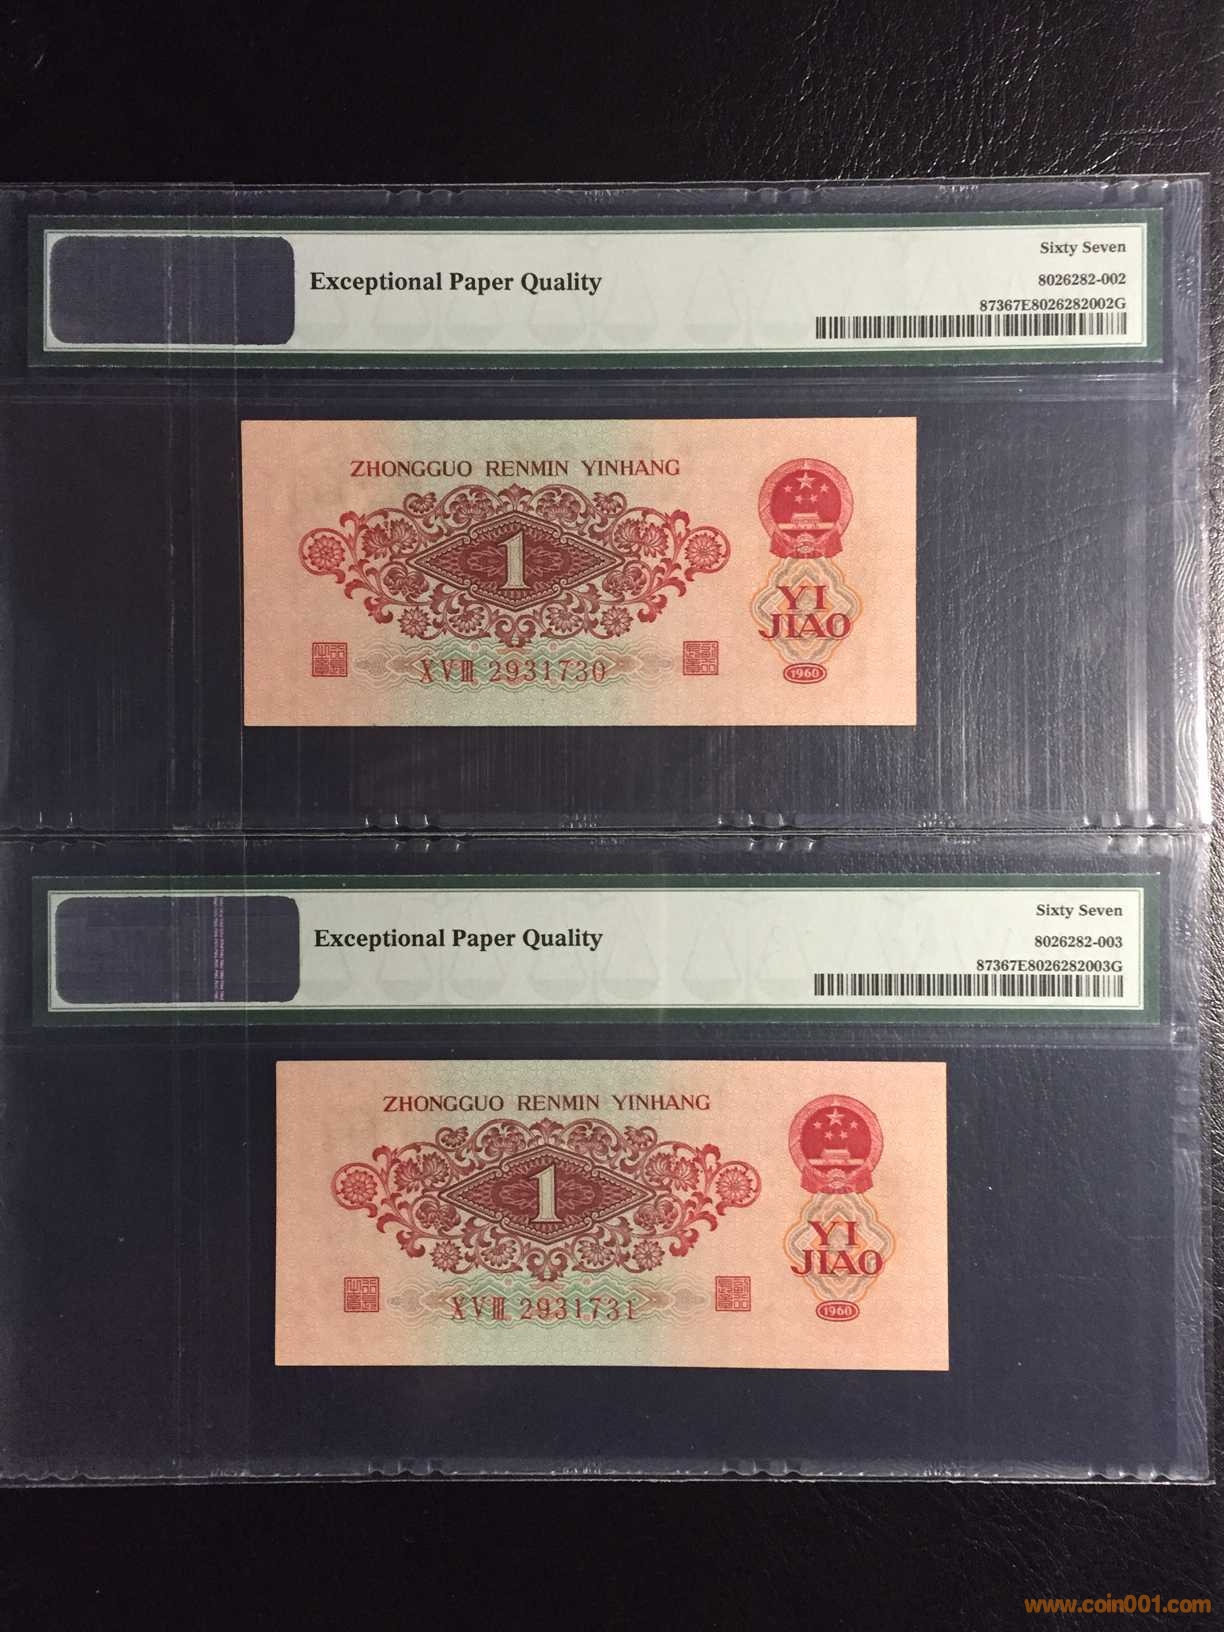 Exceptional Paper Quality
Sixty Seven
8026282-002
87367E8026282002G
ZHONGGUO RENMIN YINHANG
1
YI
JIAO
XVIII 2931730
1960
Exceptional Paper Quality
Sixty Seven
8026282-003
87367E8026282003G
ZHONGGUO RENMIN YINHANG
1
YI
JIAO
XVIII 2931731
1960
www.coin001.com